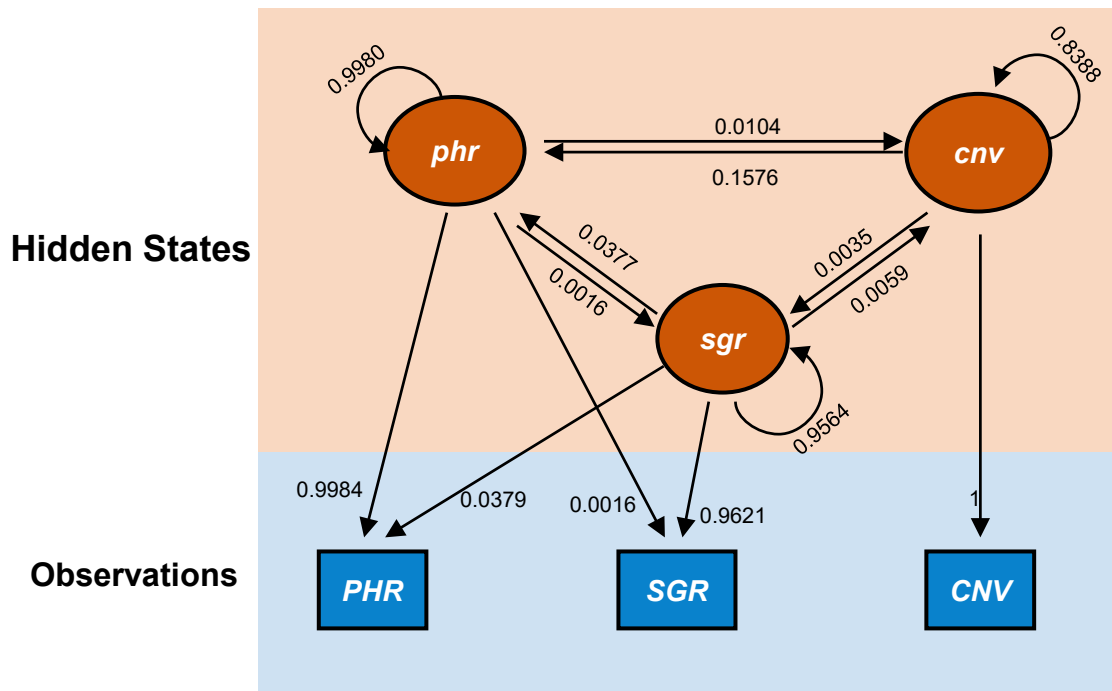 0.9980
0.8388
phr
0.0104
cnv
0.1576
Hidden States
0.0377
0.0016
0.0035
0.0059
sgr
0.9564
0.9984
0.0379
0.0016
0.9621
1
Observations
PHR
SGR
CNV